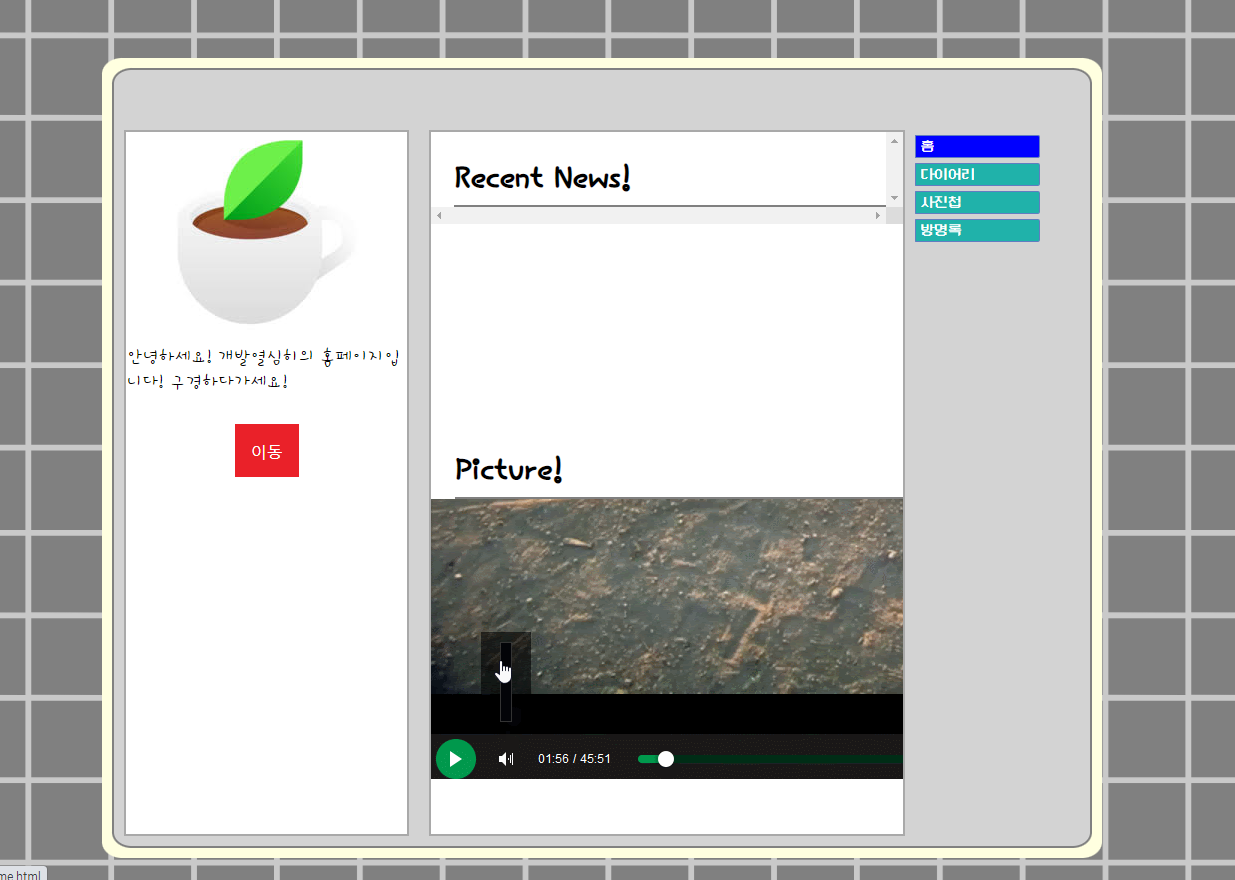 Recent News!
홈
다이어리
사진첩
방명록
안녕하세요! 개발열심히의 홈페이지입
니다! 구경하다가세요!
이동
Picture!
01:56 / 45:51
me.html